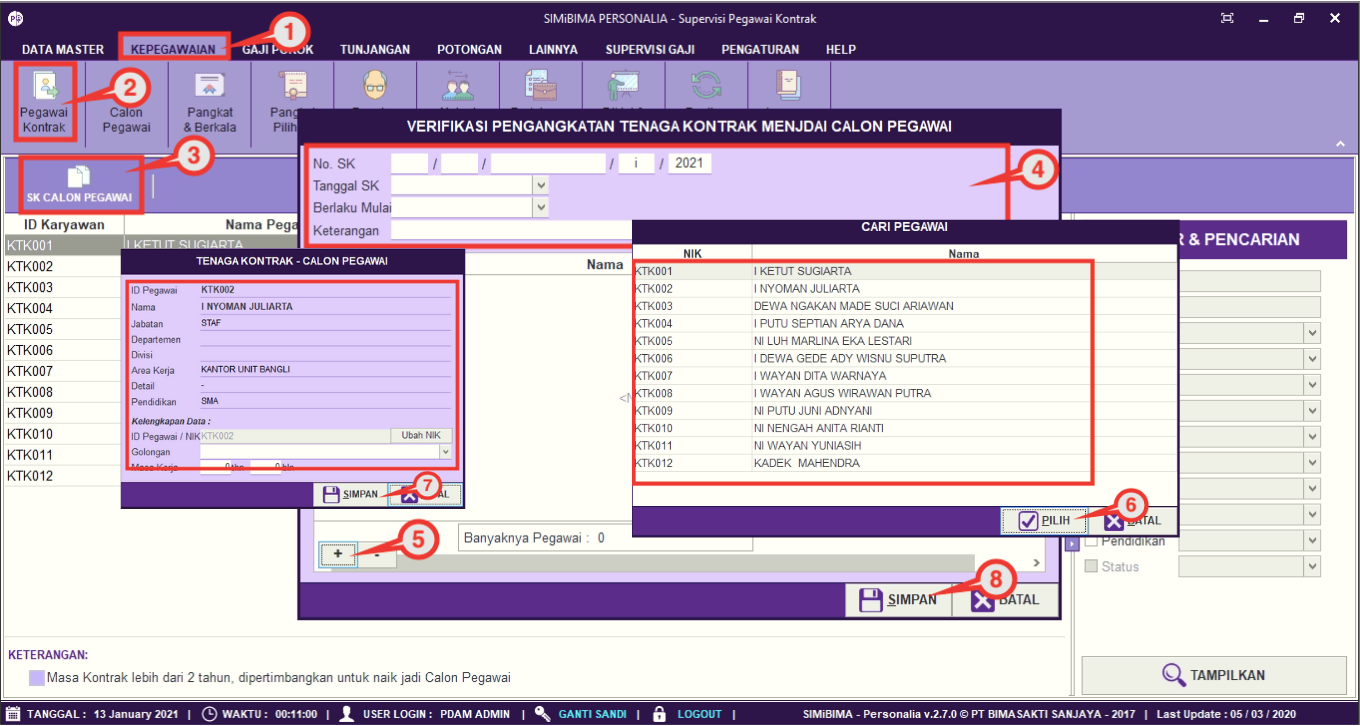 SIMiBIMA PERSONALIA - Supervisi Pegawai Kontrak
DATA MASTER KEPEGAWAIAN GAJI POKOK TUNJANGAN POTONGAN LAINNYA SUPERVISI GAJI PENGATURAN HELP
1
2
Pegawai Kontrak
Calon Pegawai
Pangkat & Berkala
3
SK CALON PEGAWAI
VERIFIKASI PENGANGKATAN TENAGA KONTRAK MENJDAI CALON PEGAWAI
No. SK / / / i / 2021
Tanggal SK
Berlaku Mulai
Keterangan
4
Nama
ID Karyawan Nama Pega
KTK001 I KETUT SUGIARTA
KTK002
KTK003
KTK004
KTK005
KTK006
KTK007
KTK008
KTK009
KTK010
KTK011
KTK012
TENAGA KONTRAK - CALON PEGAWAI
ID Pegawai KTK002
Nama I NYOMAN JULIARTA
Jabatan STAF
Departemen
Divisi
Area Kerja KANTOR UNIT BANGLI
Detail -
Pendidikan SMA
Kelengkapan Data :
ID Pegawai / NIK KTK002 Ubah NIK
Golongan
Masa Kerja 0 thn 0 bln
SIMPAN BATAL
7
CARI PEGAWAI
NIK Nama
KTK001 I KETUT SUGIARTA
KTK002 I NYOMAN JULIARTA
KTK003 DEWA NGAKAN MADE SUCI ARIAWAN
KTK004 I PUTU SEPTIAN ARYA DANA
KTK005 NI LUH MARLINA EKA LESTARI
KTK006 I DEWA GEDE ADY WISNU SUPUTRA
KTK007 I WAYAN DITA WARNAYA
KTK008 I WAYAN AGUS WIRAWAN PUTRA
KTK009 NI PUTU JUNI ADNYANI
KTK010 NI NENGAH ANITA RIANTI
KTK011 NI WAYAN YUNIASIH
KTK012 KADEK MAHENDRA
PILIH BATAL
6
R & PENCARIAN
Pendidikan
Status
Banyaknya Pegawai : 0
+ -
5
SIMPAN BATAL
8
KETERANGAN:
Masa Kontrak lebih dari 2 tahun, dipertimbangkan untuk naik jadi Calon Pegawai
TAMPILKAN
TANGGAL : 13 January 2021 | WAKTU : 00:11:00 | USER LOGIN : PDAM ADMIN | GANTI SANDI | LOGOUT | SIMiBIMA - Personalia v.2.7.0 © PT BIMASAKTI SANJAYA - 2017 | Last Update : 05 / 03 / 2020